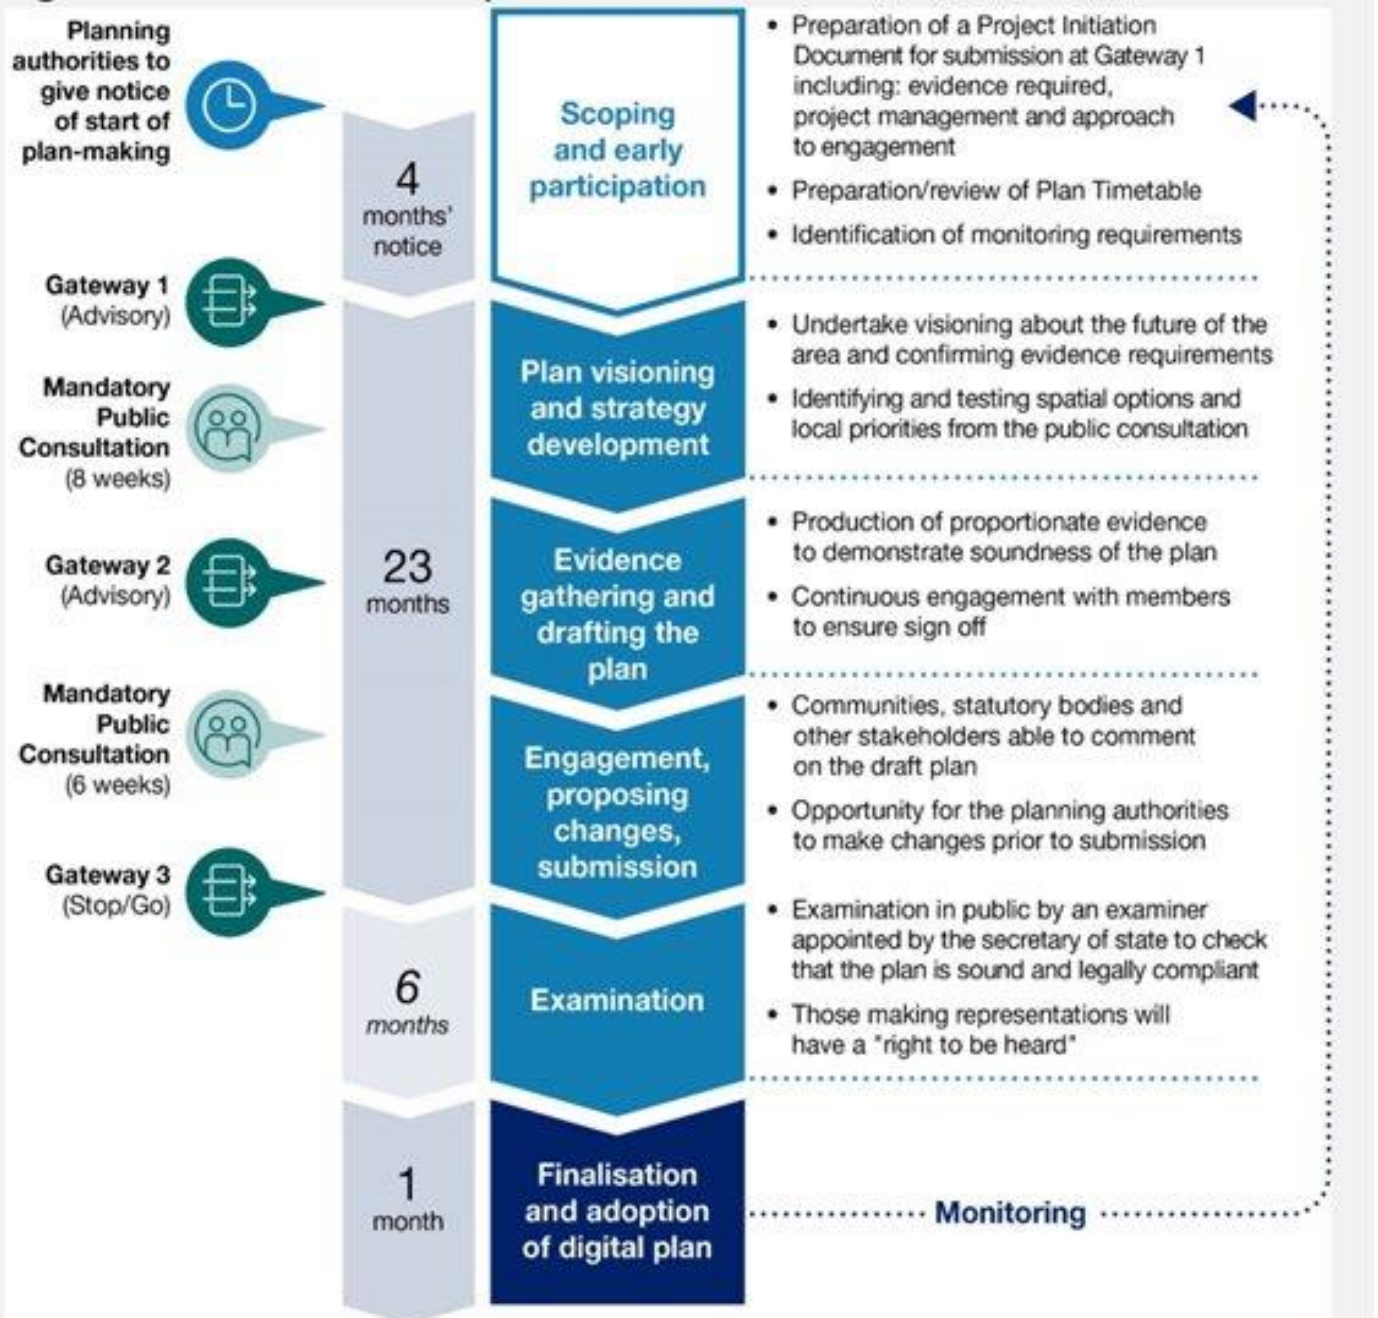 Planning
authorities to
give notice
of start of
plan-making
4
months'
notice
Scoping
and early
participation
• Preparation of a Project Initiation
Document for submission at Gateway 1
including: evidence required,
project management and approach
to engagement
• Preparation/review of Plan Timetable
• Identification of monitoring requirements
Gateway 1
(Advisory)
Mandatory
Public
Consultation
(8 weeks)
Plan visioning
and strategy
development
• Undertake visioning about the future of the
area and confirming evidence requirements
• Identifying and testing spatial options and
local priorities from the public consultation
Gateway 2
(Advisory)
23
months
Evidence
gathering and
drafting the
plan
• Production of proportionate evidence
to demonstrate soundness of the plan
• Continuous engagement with members
to ensure sign off
Mandatory
Public
Consultation
(6 weeks)
Engagement,
proposing
changes,
submission
• Communities, statutory bodies and
other stakeholders able to comment
on the draft plan
• Opportunity for the planning authorities
to make changes prior to submission
Gateway 3
(Stop/Go)
6
months
Examination
• Examination in public by an examiner
appointed by the secretary of state to check
that the plan is sound and legally compliant
• Those making representations will
have a "right to be heard"
1
month
Finalisation
and adoption
of digital plan
Monitoring